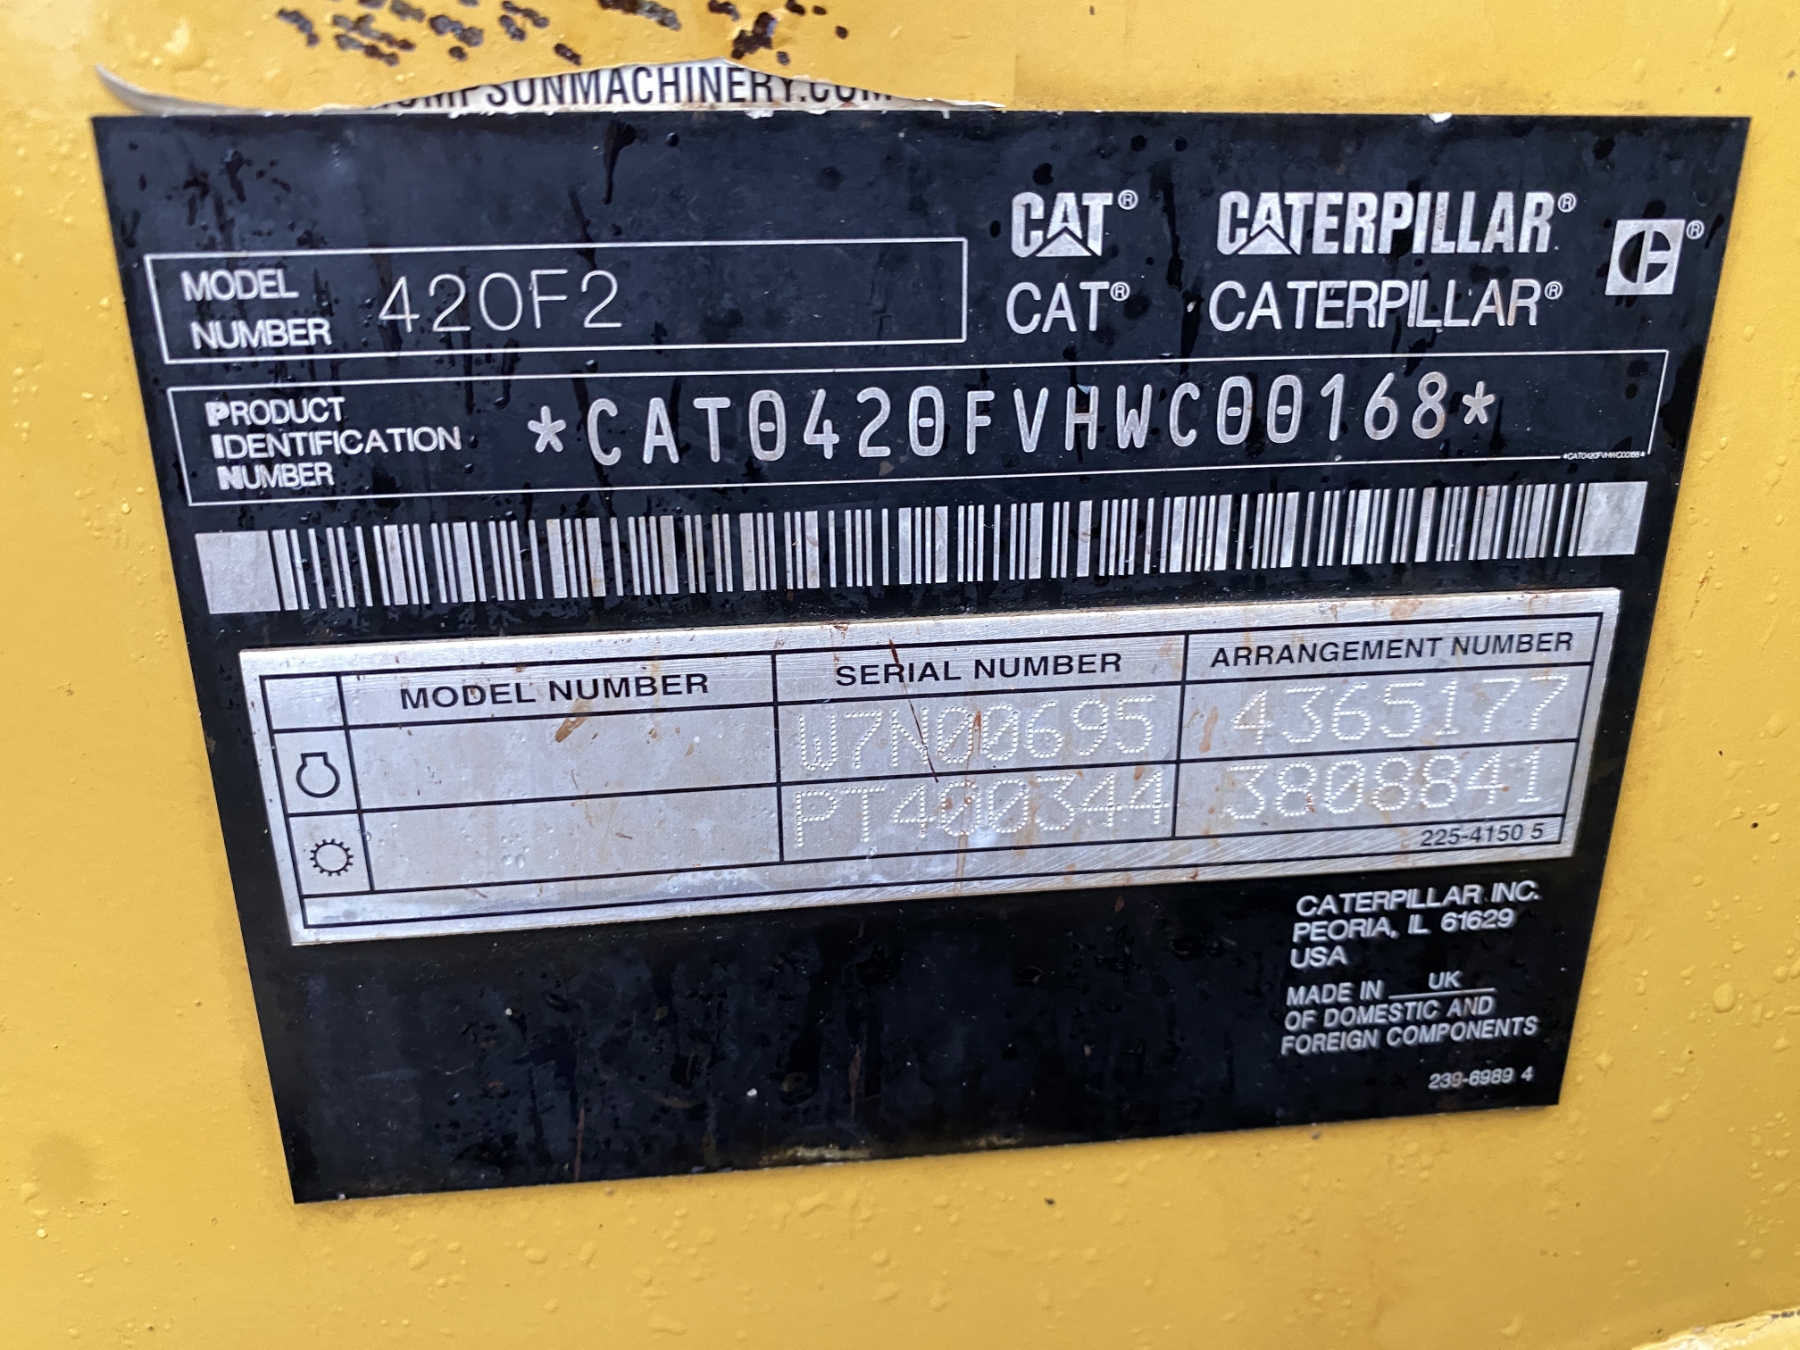 SONMACHINERY.COM
CAT® CATERPILLAR®
MODEL NUMBER 420F2
CAT® CATERPILLAR®
PRODUCT IDENTIFICATION NUMBER *CAT0420FVHWC00168*
*CAT0420FVHWC00168*
MODEL NUMBER SERIAL NUMBER ARRANGEMENT NUMBER
W7N00695 4365177
PT400344 3808841
225-4150 5
CATERPILLAR INC.
PEORIA, IL 61629
USA
MADE IN UK
OF DOMESTIC AND
FOREIGN COMPONENTS
239-6989 4